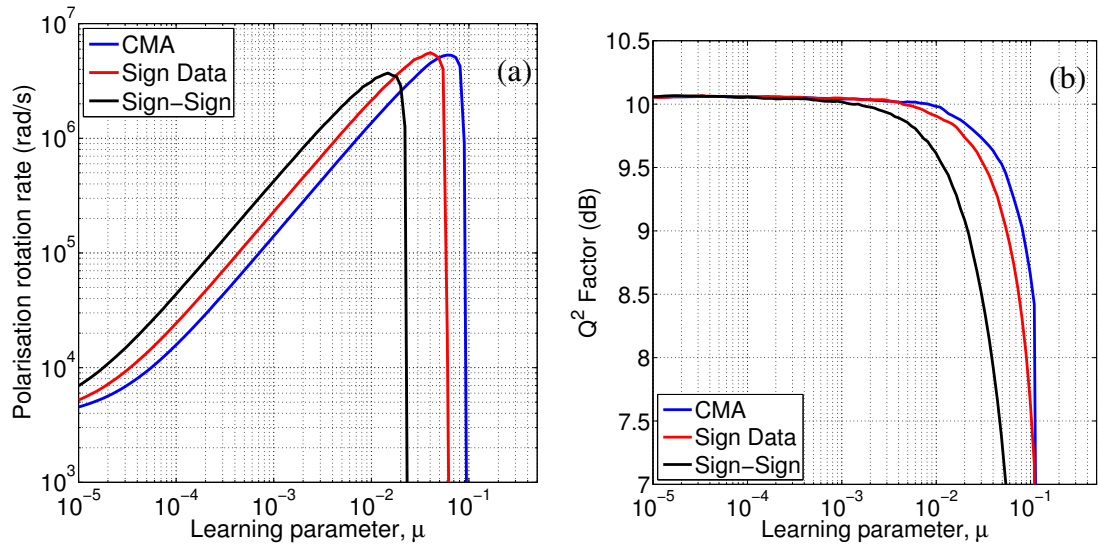 10^7
10^6
10^5
10^4
10^3
Polarisation rotation rate (rad/s)
CMA
Sign Data
Sign−Sign
(a)
10^−5
10^−4
10^−3
10^−2
10^−1
Learning parameter, μ
10.5
10
9.5
9
8.5
8
7.5
7
Q^2 Factor (dB)
(b)
CMA
Sign Data
Sign−Sign
10^−5
10^−4
10^−3
10^−2
10^−1
Learning parameter, μ